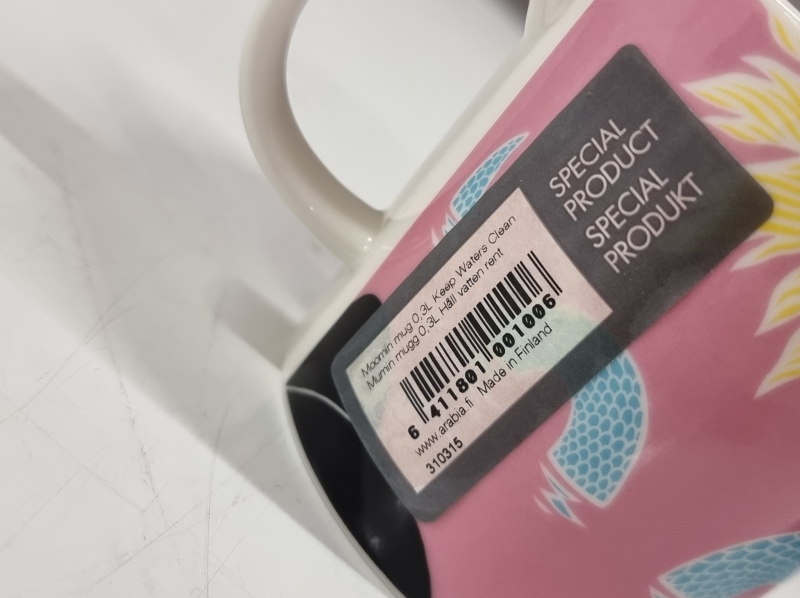 SPECIAL
PRODUCT
SPECIAL
PRODUKT
Moomin mug 0,3L Keep Waters Clean
Mumin mugg 0,3L Håll vatten rent
6 411801 001006
www.arabia.fi Made in Finland
310315